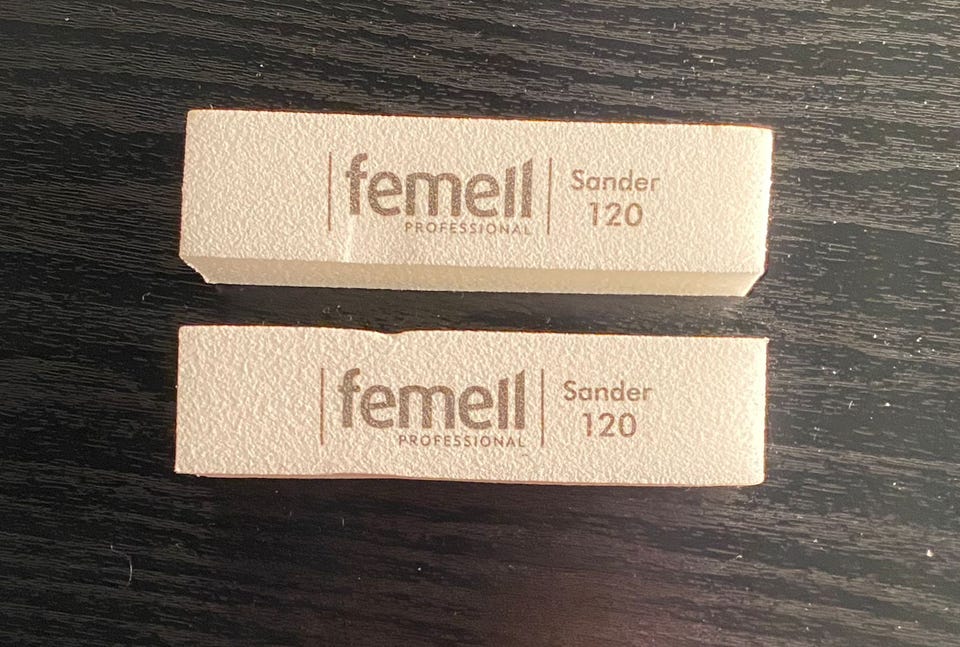 femell
PROFESSIONAL
Sander
120
femell
PROFESSIONAL
Sander
120